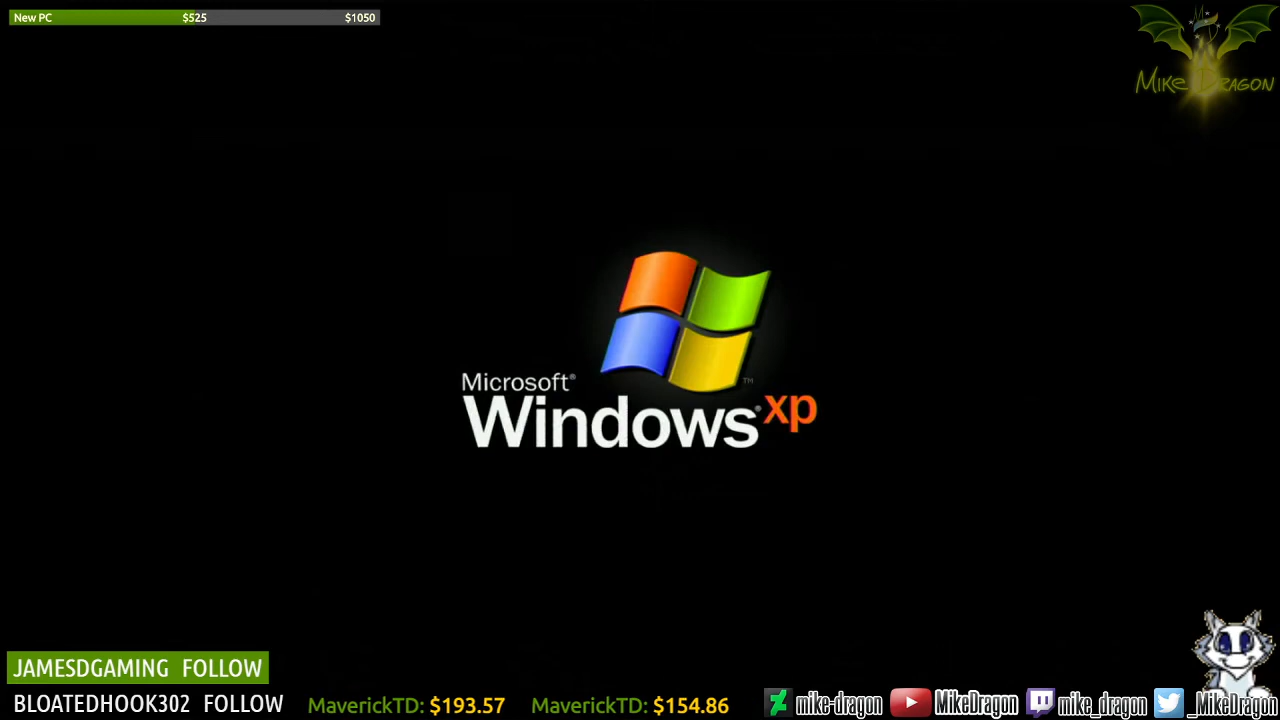 New PC $525 $1050
Mike Dragon
Microsoft®
Windows® xp
™
JAMESDGAMING FOLLOW
BLOATEDHOOK302 FOLLOW
MaverickTD: $193.57 MaverickTD: $154.86
mike-dragon MikeDragon mike_dragon _MikeDragon